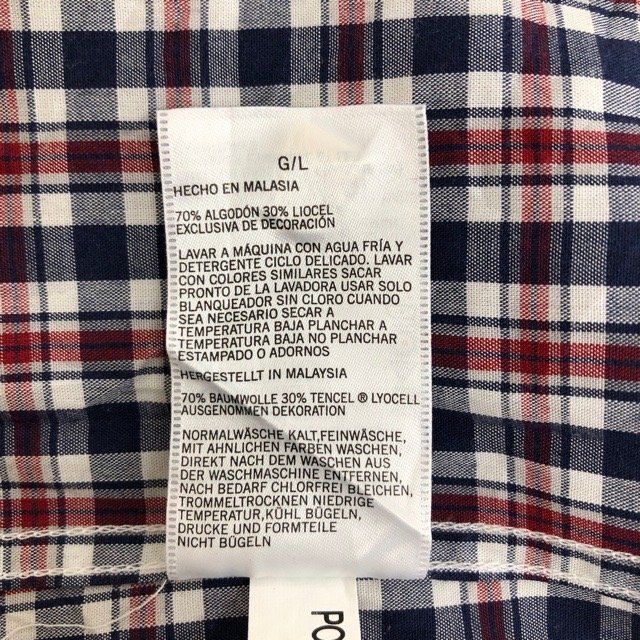 G/L
HECHO EN MALASIA
70% ALGODÓN 30% LIOCEL
EXCLUSIVA DE DECORACIÓN
LAVAR A MÁQUINA CON AGUA FRÍA Y
DETERGENTE CICLO DELICADO. LAVAR
CON COLORES SIMILARES SACAR
PRONTO DE LA LAVADORA USAR SOLO
BLANQUEADOR SIN CLORO CUANDO
SEA NECESARIO SECAR A
TEMPERATURA BAJA PLANCHAR A
TEMPERATURA BAJA NO PLANCHAR
ESTAMPADO O ADORNOS
HERGESTELLT IN MALAYSIA
70% BAUMWOLLE 30% TENCEL ® LYOCELL
AUSGENOMMEN DEKORATION
NORMALWÄSCHE KALT,FEINWÄSCHE,
MIT AHNLICHEN FARBEN WASCHEN,
DIREKT NACH DEM WASCHEN AUS
DER WASCHMASCHINE ENTFERNEN,
NACH BEDARF CHLORFREI BLEICHEN,
TROMMELTROCKNEN NIEDRIGE
TEMPERATUR,KÜHL BÜGELN,
DRUCKE UND FORMTEILE
NICHT BÜGELN
PO